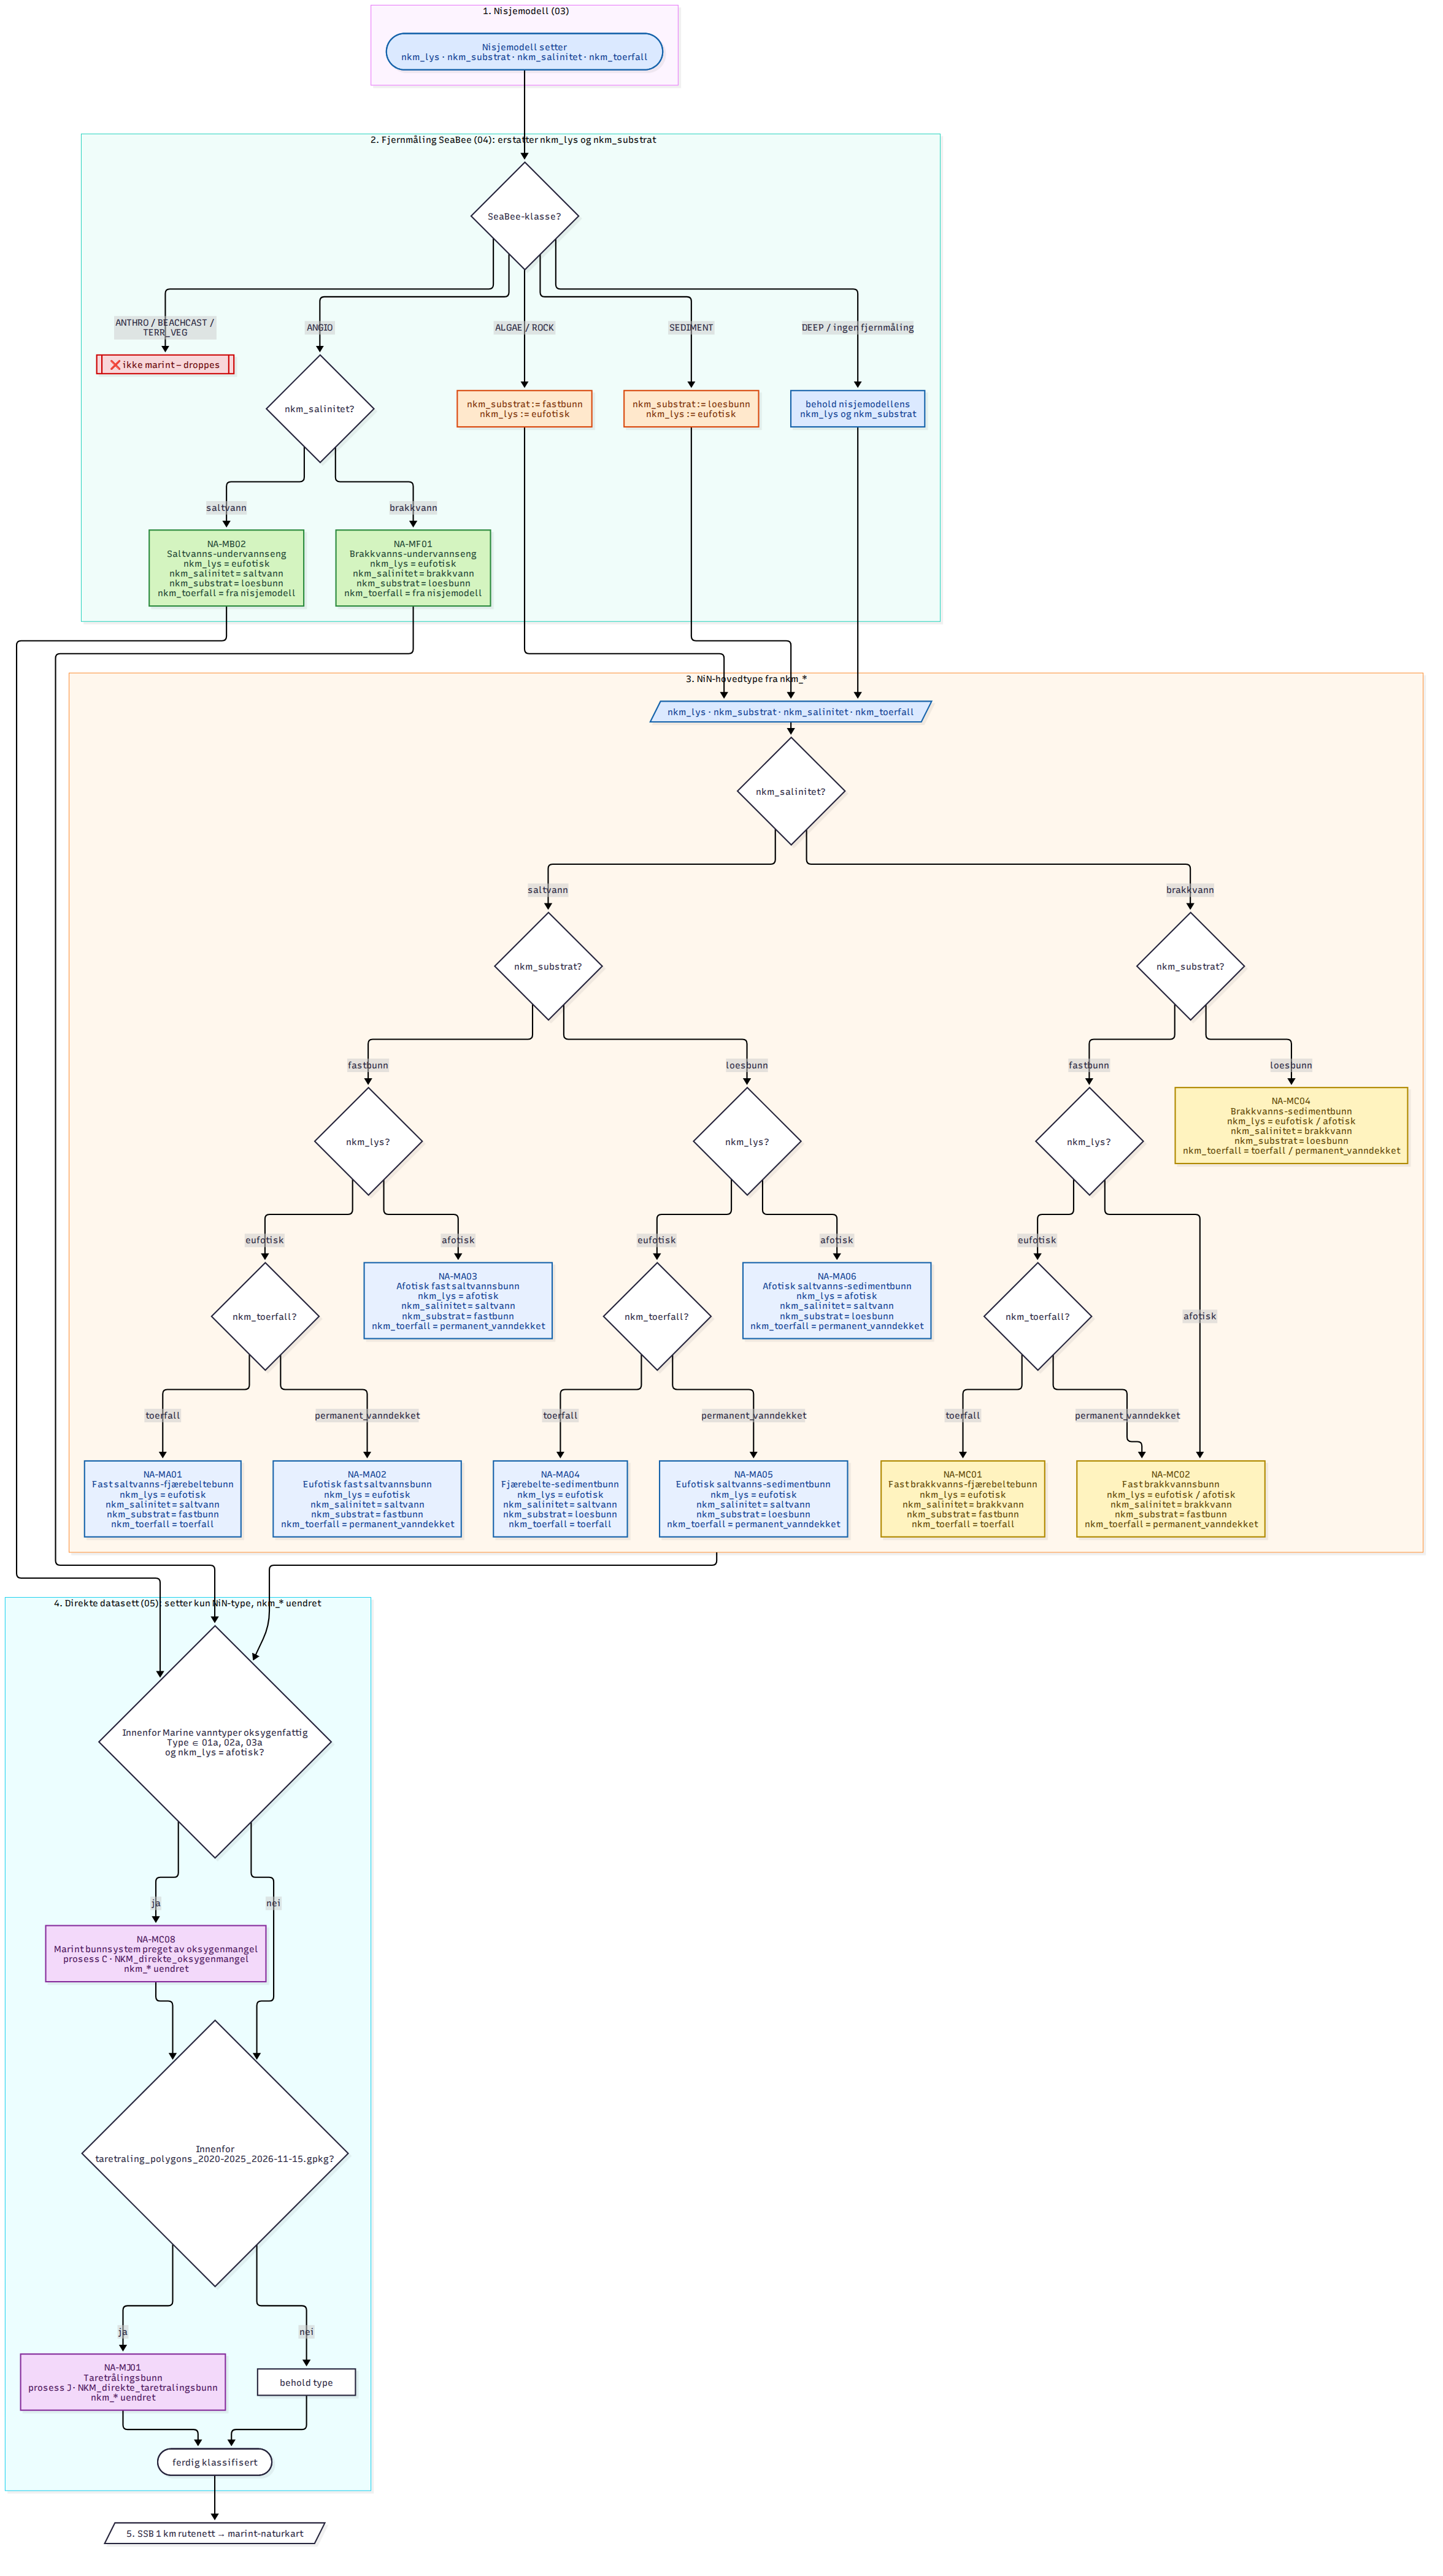 1. Nisjemodell (03)
Nisjemodell setter
nkm_lys · nkm_substrat · nkm_salinitet · nkm_toerfall
2. Fjernmåling SeaBee (04): erstatter nkm_lys og nkm_substrat
SeaBee-klasse?
ANTHRO / BEACHCAST /
TERR_VEG
ANGIO
ALGAE / ROCK
SEDIMENT
DEEP / ingen fjernmåling
❌ ikke marint – droppes
nkm_salinitet?
nkm_substrat := fastbunn
nkm_lys := eufotisk
nkm_substrat := loesbunn
nkm_lys := eufotisk
behold nisjemodellens
nkm_lys og nkm_substrat
saltvann
brakkvann
NA-MB02
Saltvanns-undervannseng
nkm_lys = eufotisk
nkm_salinitet = saltvann
nkm_substrat = loesbunn
nkm_toerfall = fra nisjemodell
NA-MF01
Brakkvanns-undervannseng
nkm_lys = eufotisk
nkm_salinitet = brakkvann
nkm_substrat = loesbunn
nkm_toerfall = fra nisjemodell
3. NiN-hovedtype fra nkm_*
nkm_lys · nkm_substrat · nkm_salinitet · nkm_toerfall
nkm_salinitet?
saltvann
brakkvann
nkm_substrat?
nkm_substrat?
fastbunn
loesbunn
fastbunn
loesbunn
nkm_lys?
nkm_lys?
nkm_lys?
NA-MC04
Brakkvanns-sedimentbunn
nkm_lys = eufotisk / afotisk
nkm_salinitet = brakkvann
nkm_substrat = loesbunn
nkm_toerfall = toerfall / permanent_vanndekket
eufotisk
afotisk
eufotisk
afotisk
eufotisk
afotisk
nkm_toerfall?
NA-MA03
Afotisk fast saltvannsbunn
nkm_lys = afotisk
nkm_salinitet = saltvann
nkm_substrat = fastbunn
nkm_toerfall = permanent_vanndekket
nkm_toerfall?
NA-MA06
Afotisk saltvanns-sedimentbunn
nkm_lys = afotisk
nkm_salinitet = saltvann
nkm_substrat = loesbunn
nkm_toerfall = permanent_vanndekket
nkm_toerfall?
toerfall
permanent_vanndekket
toerfall
permanent_vanndekket
toerfall
permanent_vanndekket
NA-MA01
Fast saltvanns-fjærebeltebunn
nkm_lys = eufotisk
nkm_salinitet = saltvann
nkm_substrat = fastbunn
nkm_toerfall = toerfall
NA-MA02
Eufotisk fast saltvannsbunn
nkm_lys = eufotisk
nkm_salinitet = saltvann
nkm_substrat = fastbunn
nkm_toerfall = permanent_vanndekket
NA-MA04
Fjærebelte-sedimentbunn
nkm_lys = eufotisk
nkm_salinitet = saltvann
nkm_substrat = loesbunn
nkm_toerfall = toerfall
NA-MA05
Eufotisk saltvanns-sedimentbunn
nkm_lys = eufotisk
nkm_salinitet = saltvann
nkm_substrat = loesbunn
nkm_toerfall = permanent_vanndekket
NA-MC01
Fast brakkvanns-fjærebeltebunn
nkm_lys = eufotisk
nkm_salinitet = brakkvann
nkm_substrat = fastbunn
nkm_toerfall = toerfall
NA-MC02
Fast brakkvannsbunn
nkm_lys = eufotisk / afotisk
nkm_salinitet = brakkvann
nkm_substrat = fastbunn
nkm_toerfall = permanent_vanndekket
4. Direkte datasett (05): setter kun NiN-type, nkm_* uendret
Innenfor Marine vanntyper oksygenfattig
Type ∈ 01a, 02a, 03a
og nkm_lys = afotisk?
ja
nei
NA-MC08
Marint bunnsystem preget av oksygenmangel
prosess C · NKM_direkte_oksygenmangel
nkm_* uendret
Innenfor
taretraling_polygons_2020-2025_2026-11-15.gpkg?
ja
nei
NA-MJ01
Taretrålingsbunn
prosess J · NKM_direkte_taretralingsbunn
nkm_* uendret
behold type
ferdig klassifisert
5. SSB 1 km rutenett → marint-naturkart